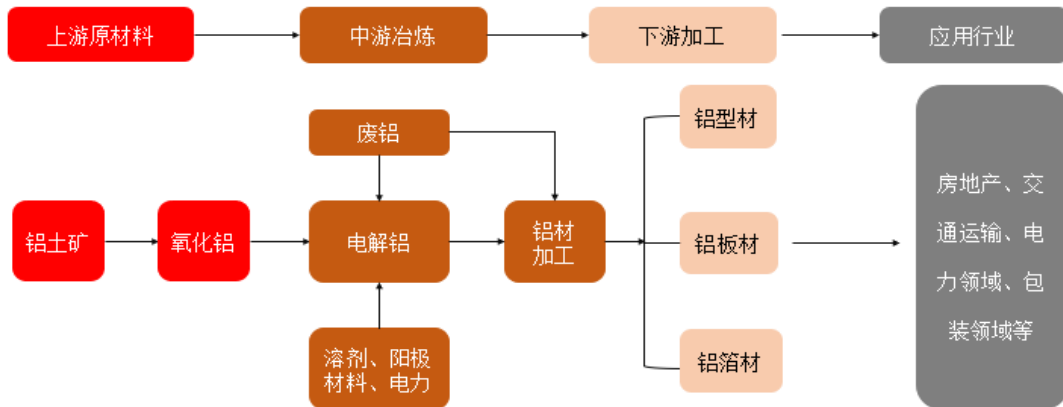 上游原材料
中游冶炼
下游加工
应用行业
废铝
铝型材
铝土矿
氧化铝
电解铝
铝材
加工
铝板材
溶剂、阳极
材料、电力
铝箔材
房地产、交
通运输、电
力领域、包
装领域等